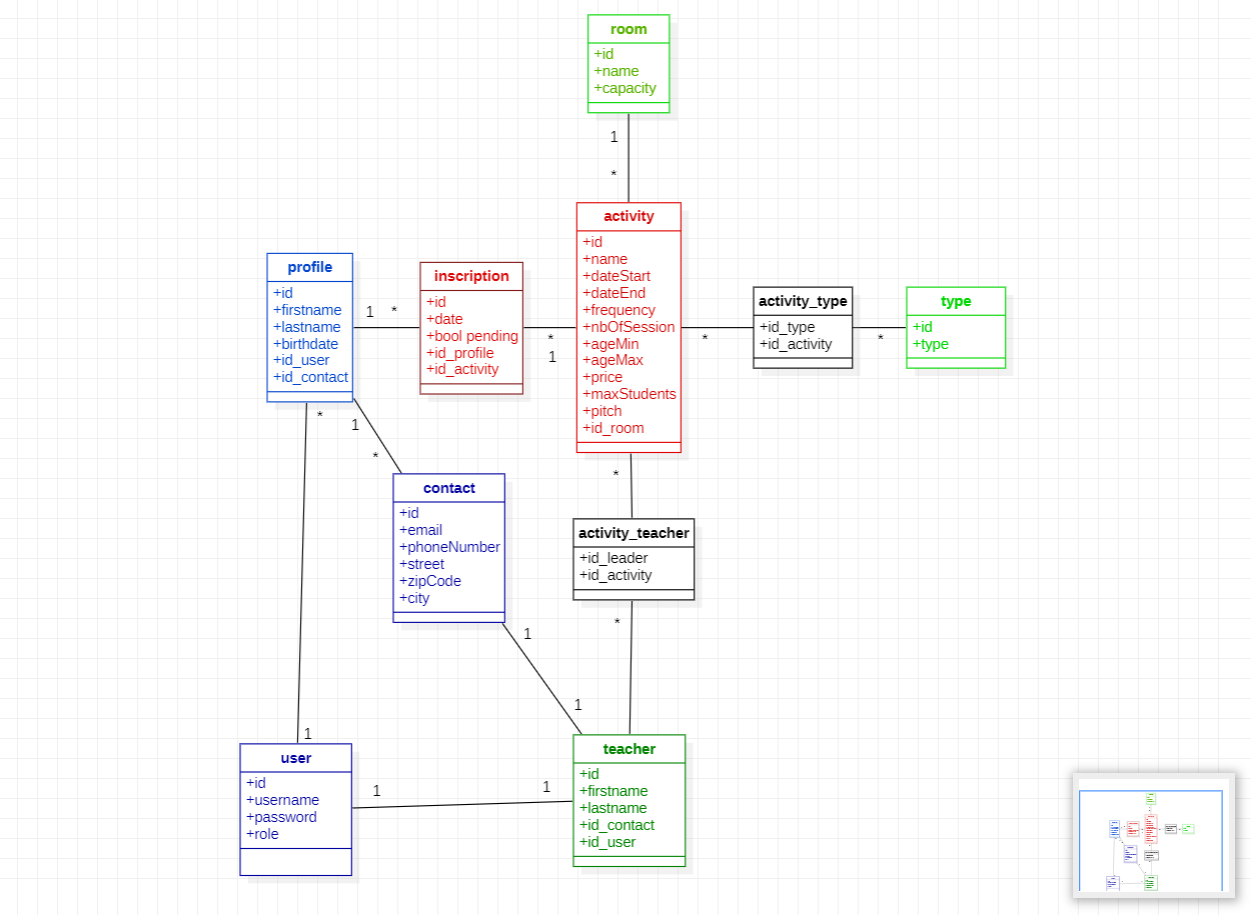 room
+id
+name
+capacity
1
*
activity
+id
+name
+dateStart
+dateEnd
+frequency
+nbOfSession
+ageMin
+ageMax
+price
+maxStudents
+pitch
+id_room
profile
+id
+firstname
+lastname
+birthdate
+id_user
+id_contact
1 *
inscription
+id
+date
+bool pending
+id_profile
+id_activity
*
1
*
activity_type
+id_type
+id_activity
*
type
+id
+type
*
1
*
*
contact
+id
+email
+phoneNumber
+street
+zipCode
+city
activity_teacher
+id_leader
+id_activity
*
1
1
1
user
+id
+username
+password
+role
1
1
teacher
+id
+firstname
+lastname
+id_contact
+id_user